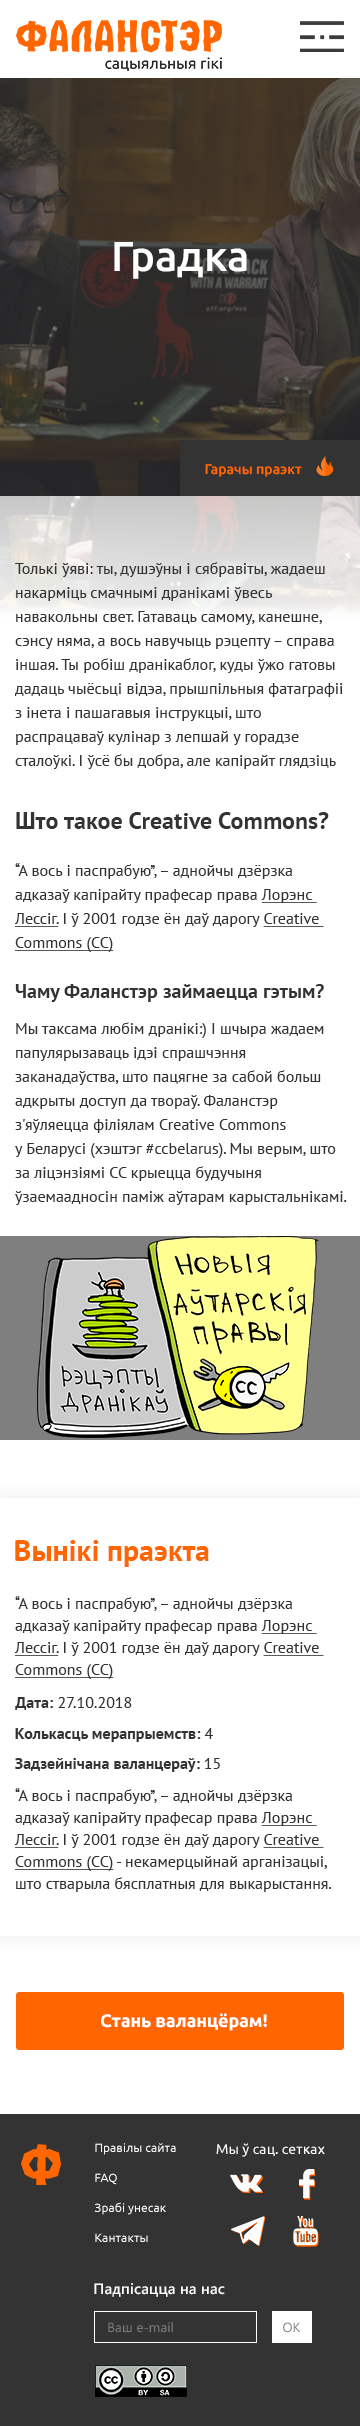 ФАЛАНСТЭР
сацыяльныя гікі
Градка
WITH A WARRANT
eff.org/eca
Гарачы праэкт
Толькі ўяві: ты, душэўны і сябравіты, жадаеш
накарміць смачнымі дранікамі ўвесь
навакольны свет. Гатаваць самому, канешне,
сэнсу няма, а вось навучыць рэцепту – справа
іншая. Ты робіш дранікаблог, куды ўжо гатовы
дадаць чыёсьці відэа, прышпільныя фатаграфіі
з інета і пашагавыя інструкцыі, што
распрацаваў кулінар з лепшай у горадзе
сталоўкі. І ўсё бы добра, але капірайт глядзіць
Што такое Creative Commons?
“А вось і паспрабую”, – аднойчы дзёрзка
адказаў капірайту прафесар права Лорэнс
Лессіг. І ў 2001 годзе ён даў дарогу Creative
Commons (CC)
Чаму Фаланстэр займаецца гэтым?
Мы таксама любім дранікі:) І шчыра жадаем
папулярызаваць ідэі спрашчэння
заканадаўства, што пацягне за сабой больш
адкрыты доступ да твораў. Фаланстэр
з'яўляецца філіялам Creative Commons
у Беларусі (хэштэг #ccbelarus). Мы верым, што
за ліцэнзіямі CC крыецца будучыня
ўзаемаадносін паміж аўтарам карыстальнікамі.
рэцэпты
дранікаў
новыя
аўтарскія
правы
CC
Вынікі праэкта
“А вось і паспрабую”, – аднойчы дзёрзка
адказаў капірайту прафесар права Лорэнс
Лессіг. І ў 2001 годзе ён даў дарогу Creative
Commons (CC)
Дата: 27.10.2018
Колькасць мерапрыемств: 4
Задзейнічана валанцераў: 15
“А вось і паспрабую”, – аднойчы дзёрзка
адказаў капірайту прафесар права Лорэнс
Лессіг. І ў 2001 годзе ён даў дарогу Creative
Commons (CC) - некамерцыйнай арганізацыі,
што стварыла бясплатныя для выкарыстання.
Стань валанцёрам!
Ф
Правілы сайта
FAQ
Зрабі унесак
Кантакты
Мы ў сац. сетках
You
Tube
Падпісацца на нас
Ваш e-mail
OK
CC
BY SA